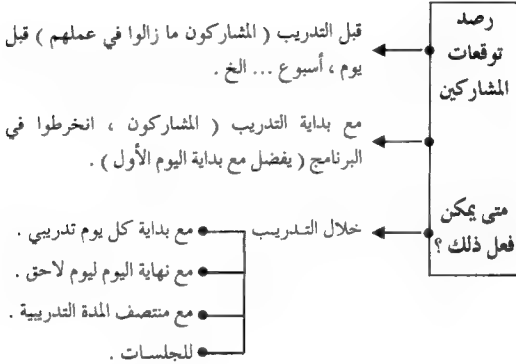 رصد
توقعات
المشاركين
متى يمكن
فعل ذلك ؟
قبل التدريب ( المشاركون ما زالوا في عملهم ) قبل
يوم ، أسبوع ... الخ .
مع بداية التدريب ( المشاركون ، انخرطوا في
البرنامج ( يفضل مع بداية اليوم الأول ) .
خلال التدريب
مع بداية كل يوم تدريبي .
مع نهاية اليوم ليوم لاحق .
مع منتصف المدة التدريبية .
للجلسات .